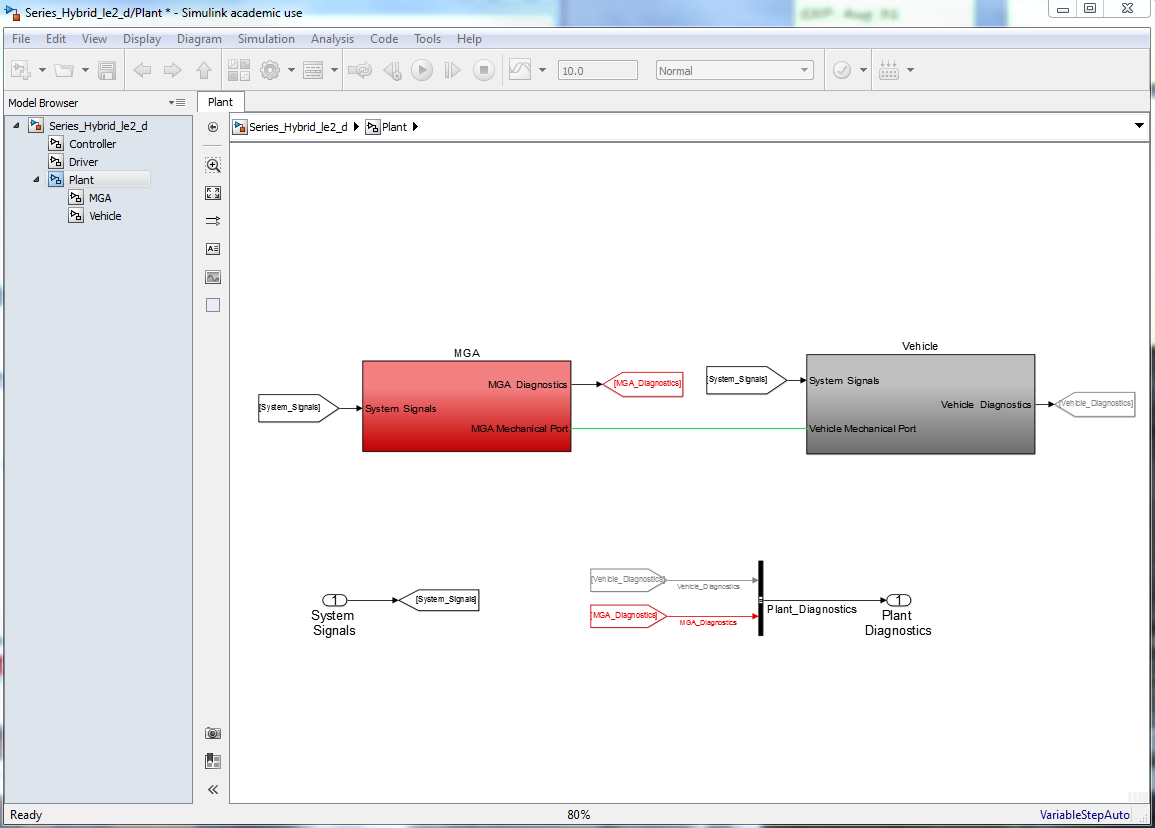 Series_Hybrid_le2_d/Plant * - Simulink academic use
File Edit View Display Diagram Simulation Analysis Code Tools Help
10.0 Normal
Model Browser
Plant
Series_Hybrid_le2_d
Controller
Driver
Plant
MGA
Vehicle
Series_Hybrid_le2_d Plant
MGA
Vehicle
[System_Signals]
System Signals
MGA Diagnostics
MGA Mechanical Port
[MGA_Diagnostics]
[System_Signals]
System Signals
Vehicle Diagnostics
Vehicle Mechanical Port
[Vehicle_Diagnostics]
1
System
Signals
[System_Signals]
[Vehicle_Diagnostics]
Vehicle_Diagnostics
[MGA_Diagnostics]
MGA_Diagnostics
Plant_Diagnostics
1
Plant
Diagnostics
Ready 80% VariableStepAuto